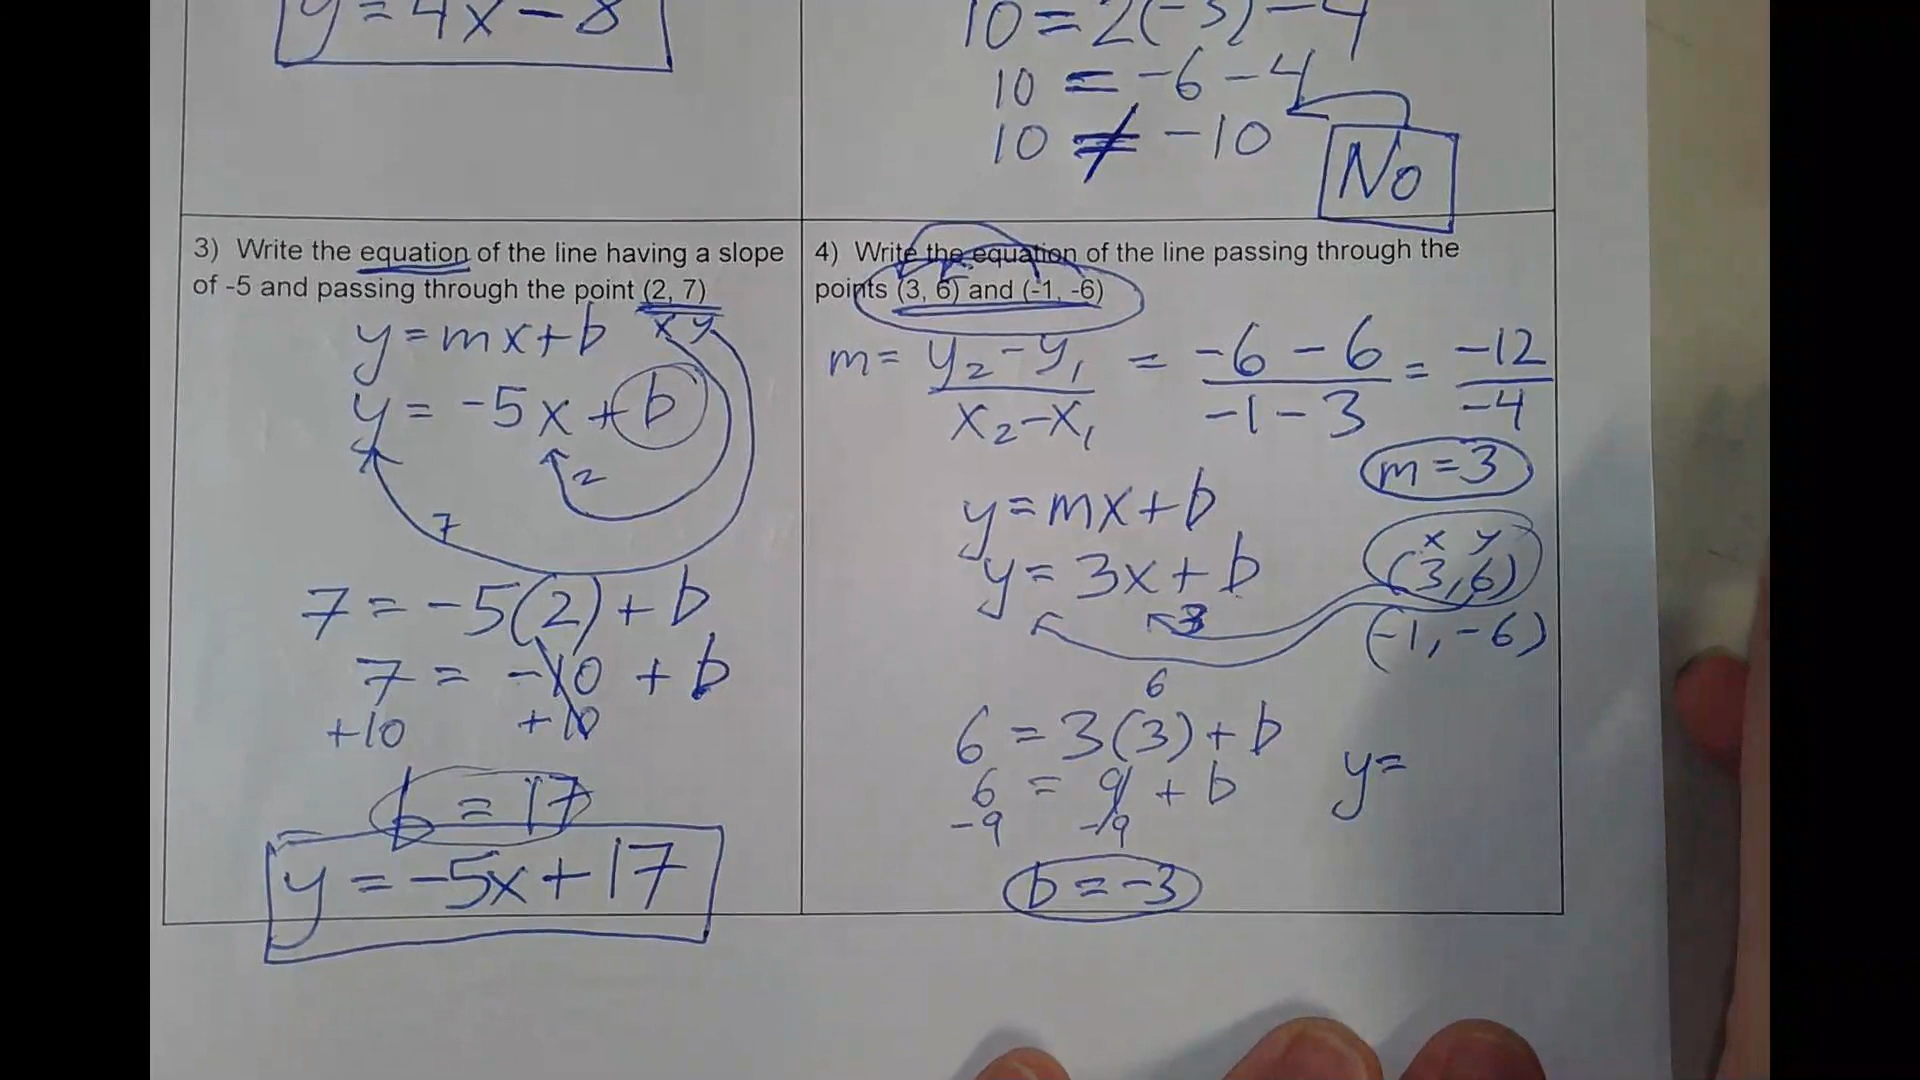 y = 4x - 8
10 = 2(-3) - 4
10 = -6 - 4
10 ≠ -10
No
3) Write the equation of the line having a slope
of -5 and passing through the point (2, 7)
x y
y = mx + b
y = -5x + b
2
7
7 = -5(2) + b
7 = -10 + b
+10 +10
b = 17
y = -5x + 17
4) Write the equation of the line passing through the
points (3, 6) and (-1, -6)
m = y₂ - y₁ / x₂ - x₁ = -6 - 6 / -1 - 3 = -12 / -4
m = 3
y = mx + b
x y
y = 3x + b (3, 6)
3 (-1, -6)
6
6 = 3(3) + b
6 = 9 + b y =
-9 -9
b = -3